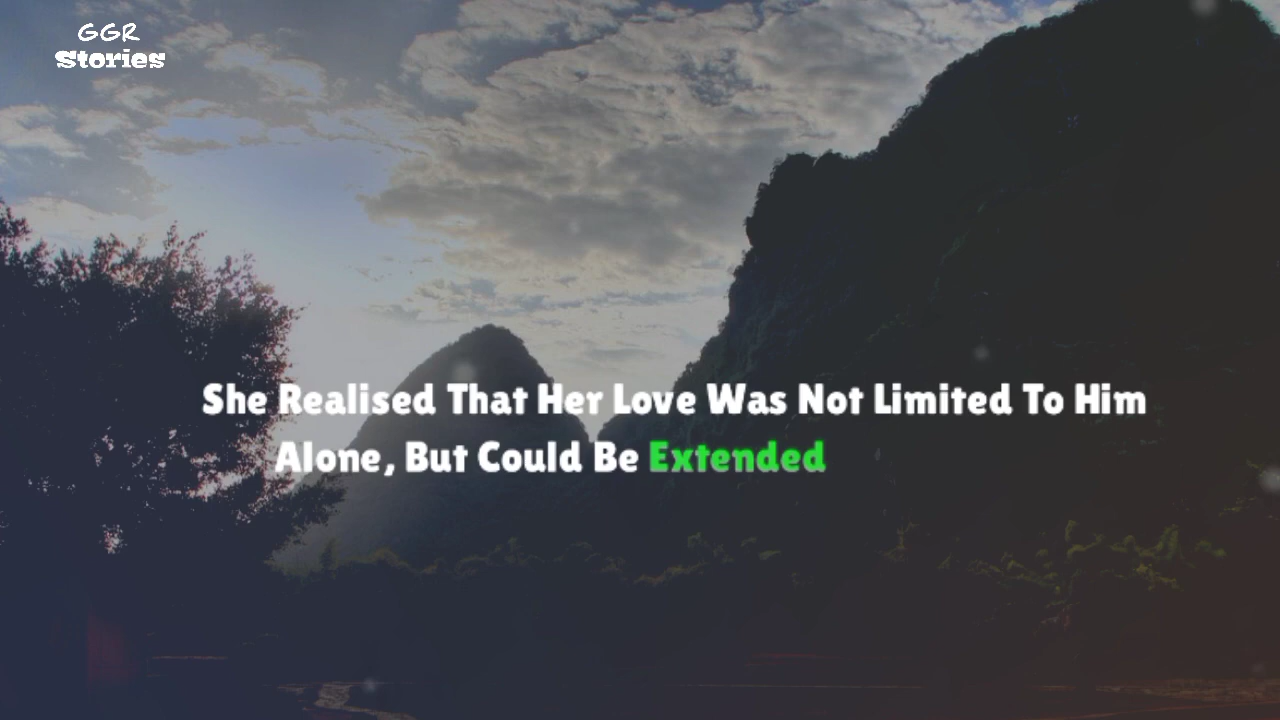 GGR
Stories
She Realised That Her Love Was Not Limited To Him
Alone, But Could Be Extended